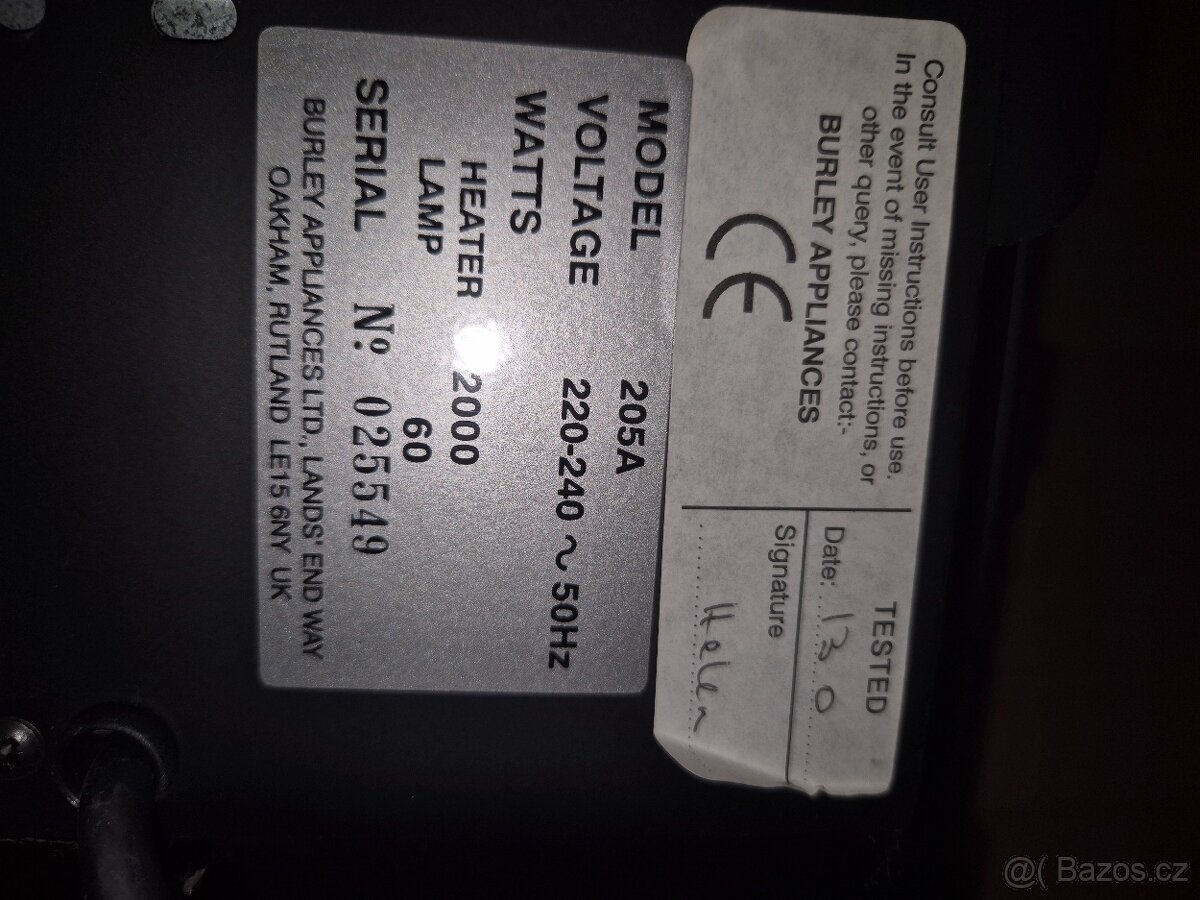 Consult User Instructions before use.
In the event of missing instructions, or
other query, please contact:-
BURLEY APPLIANCES
CE
TESTED
Date: 13 0
Signature
Helen
MODEL 205A
VOLTAGE 220-240 ~ 50Hz
WATTS
HEATER 2000
LAMP 60
SERIAL Nº 025549
BURLEY APPLIANCES LTD., LANDS' END WAY
OAKHAM, RUTLAND LE15 6NY UK
@( Bazos.cz